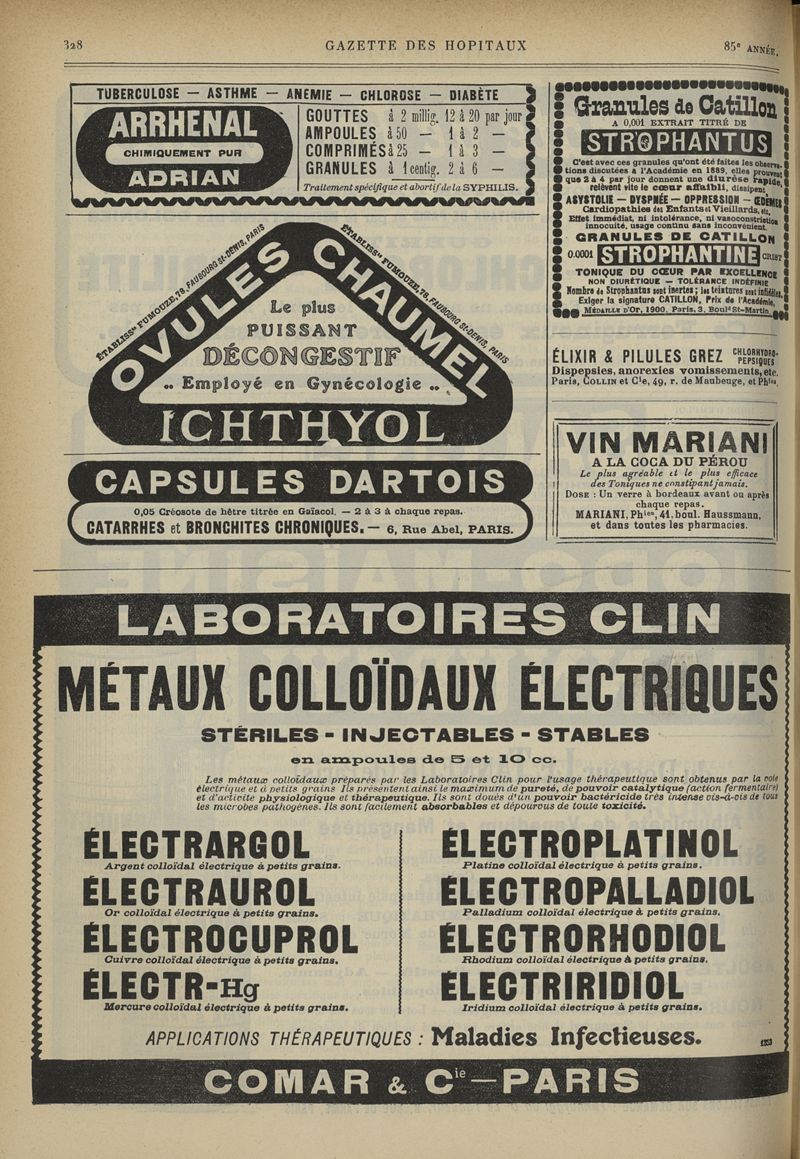 328
GAZETTE DES HOPITAUX
85e ANNÉE.
TUBERCULOSE — ASTHME — ANEMIE — CHLOROSE — DIABÈTE
ARRHENAL
CHIMIQUEMENT PUR
ADRIAN
GOUTTES à 2 millig. 12 à 20 par jour
AMPOULES à 50 — 1 à 2 —
COMPRIMÉS à 25 — 1 à 3 —
GRANULES à 1 centig. 2 à 6 —
Traitement spécifique et abortif de la SYPHILIS.
ÉTABLISSts FUMOUZE, 78, FAUBOURG St-DENIS, PARIS
ÉTABLISSts FUMOUZE, 78, FAUBOURG St-DENIS, PARIS
OVULES CHAUMEL
Le plus
PUISSANT
DÉCONGESTIF
.. Employé en Gynécologie ..
ICHTHYOL
CAPSULES DARTOIS
0,05 Créosote de hêtre titrée en Gaïacol. — 2 à 3 à chaque repas.
CATARRHES et BRONCHITES CHRONIQUES. — 6, Rue Abel, PARIS.
Granules de Catillon
A 0,001 EXTRAIT TITRÉ DE
STROPHANTUS
C'est avec ces granules qu'ont été faites les observa-
tions discutées à l'Académie en 1889, elles prouvent
que 2 à 4 par jour donnent une diurèse rapide,
relèvent vite le cœur affaibli, dissipent
ASYSTOLIE — DYSPNÉE — OPPRESSION — ŒDÈMES
Cardiopathies des Enfants et Vieillards, etc.
Effet immédiat, ni intolérance, ni vasoconstriction
innocuité, usage continu sans inconvénient.
GRANULES DE CATILLON
0.0001 STROPHANTINE CRIST
TONIQUE DU CŒUR PAR EXCELLENCE
NON DIURÉTIQUE — TOLÉRANCE INDÉFINIE
Nombre de Strophantus sont inertes; les teintures sont infidèles,
Exiger la signature CATILLON, Prix de l'Académie,
MÉDAILLE D'Or, 1900, Paris, 3, Bould St-Martin.
ÉLIXIR & PILULES GREZ CHLORHYDRO-PEPSIQUES
Dispepsies, anorexies vomissements, etc.
Paris, COLLIN et Cie, 49, r. de Maubeuge, et Phies.
VIN MARIANI
A LA COCA DU PÉROU
Le plus agréable et le plus efficace
des Toniques ne constipant jamais.
DOSE : Un verre à bordeaux avant ou après
chaque repas.
MARIANI, Phien, 41, boul. Haussmann,
et dans toutes les pharmacies.
LABORATOIRES CLIN
MÉTAUX COLLOÏDAUX ÉLECTRIQUES
STÉRILES - INJECTABLES - STABLES
en ampoules de 5 et 10 cc.
Les métaux colloïdaux préparés par les Laboratoires Clin pour l'usage thérapeutique sont obtenus par la voie
électrique et à petits grains Ils présentent ainsi le maximum de pureté, de pouvoir catalytique (action fermentaire)
et d'activité physiologique et thérapeutique. Ils sont doués d'un pouvoir bactéricide très intense vis-à-vis de tous
les microbes pathogènes. Ils sont facilement absorbables et dépourvus de toute toxicité.
ÉLECTRARGOL
Argent colloïdal électrique à petits grains.
ÉLECTRAUROL
Or colloïdal électrique à petits grains.
ÉLECTROCUPROL
Cuivre colloïdal électrique à petits grains.
ÉLECTR-Hg
Mercure colloïdal électrique à petits grains.
ÉLECTROPLATINOL
Platine colloïdal électrique à petits grains.
ÉLECTROPALLADIOL
Palladium colloïdal électrique à petits grains.
ÉLECTRORHODIOL
Rhodium colloïdal électrique à petits grains.
ÉLECTRIRIDIOL
Iridium colloïdal électrique à petits grains.
APPLICATIONS THÉRAPEUTIQUES : Maladies Infectieuses.
COMAR & Cie — PARIS